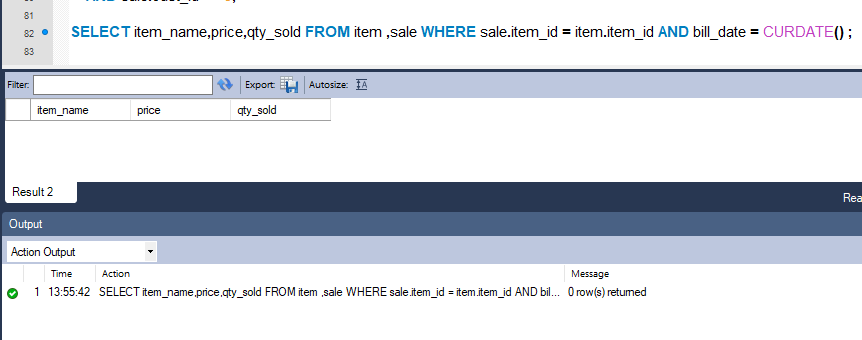 81
82 SELECT item_name,price,qty_sold FROM item ,sale WHERE sale.item_id = item.item_id AND bill_date = CURDATE() ;
83
Filter: Export: Autosize:
item_name price qty_sold
Result 2
Rea
Output
Action Output
Time Action Message
1 13:55:42 SELECT item_name,price,qty_sold FROM item ,sale WHERE sale.item_id = item.item_id AND bil... 0 row(s) returned